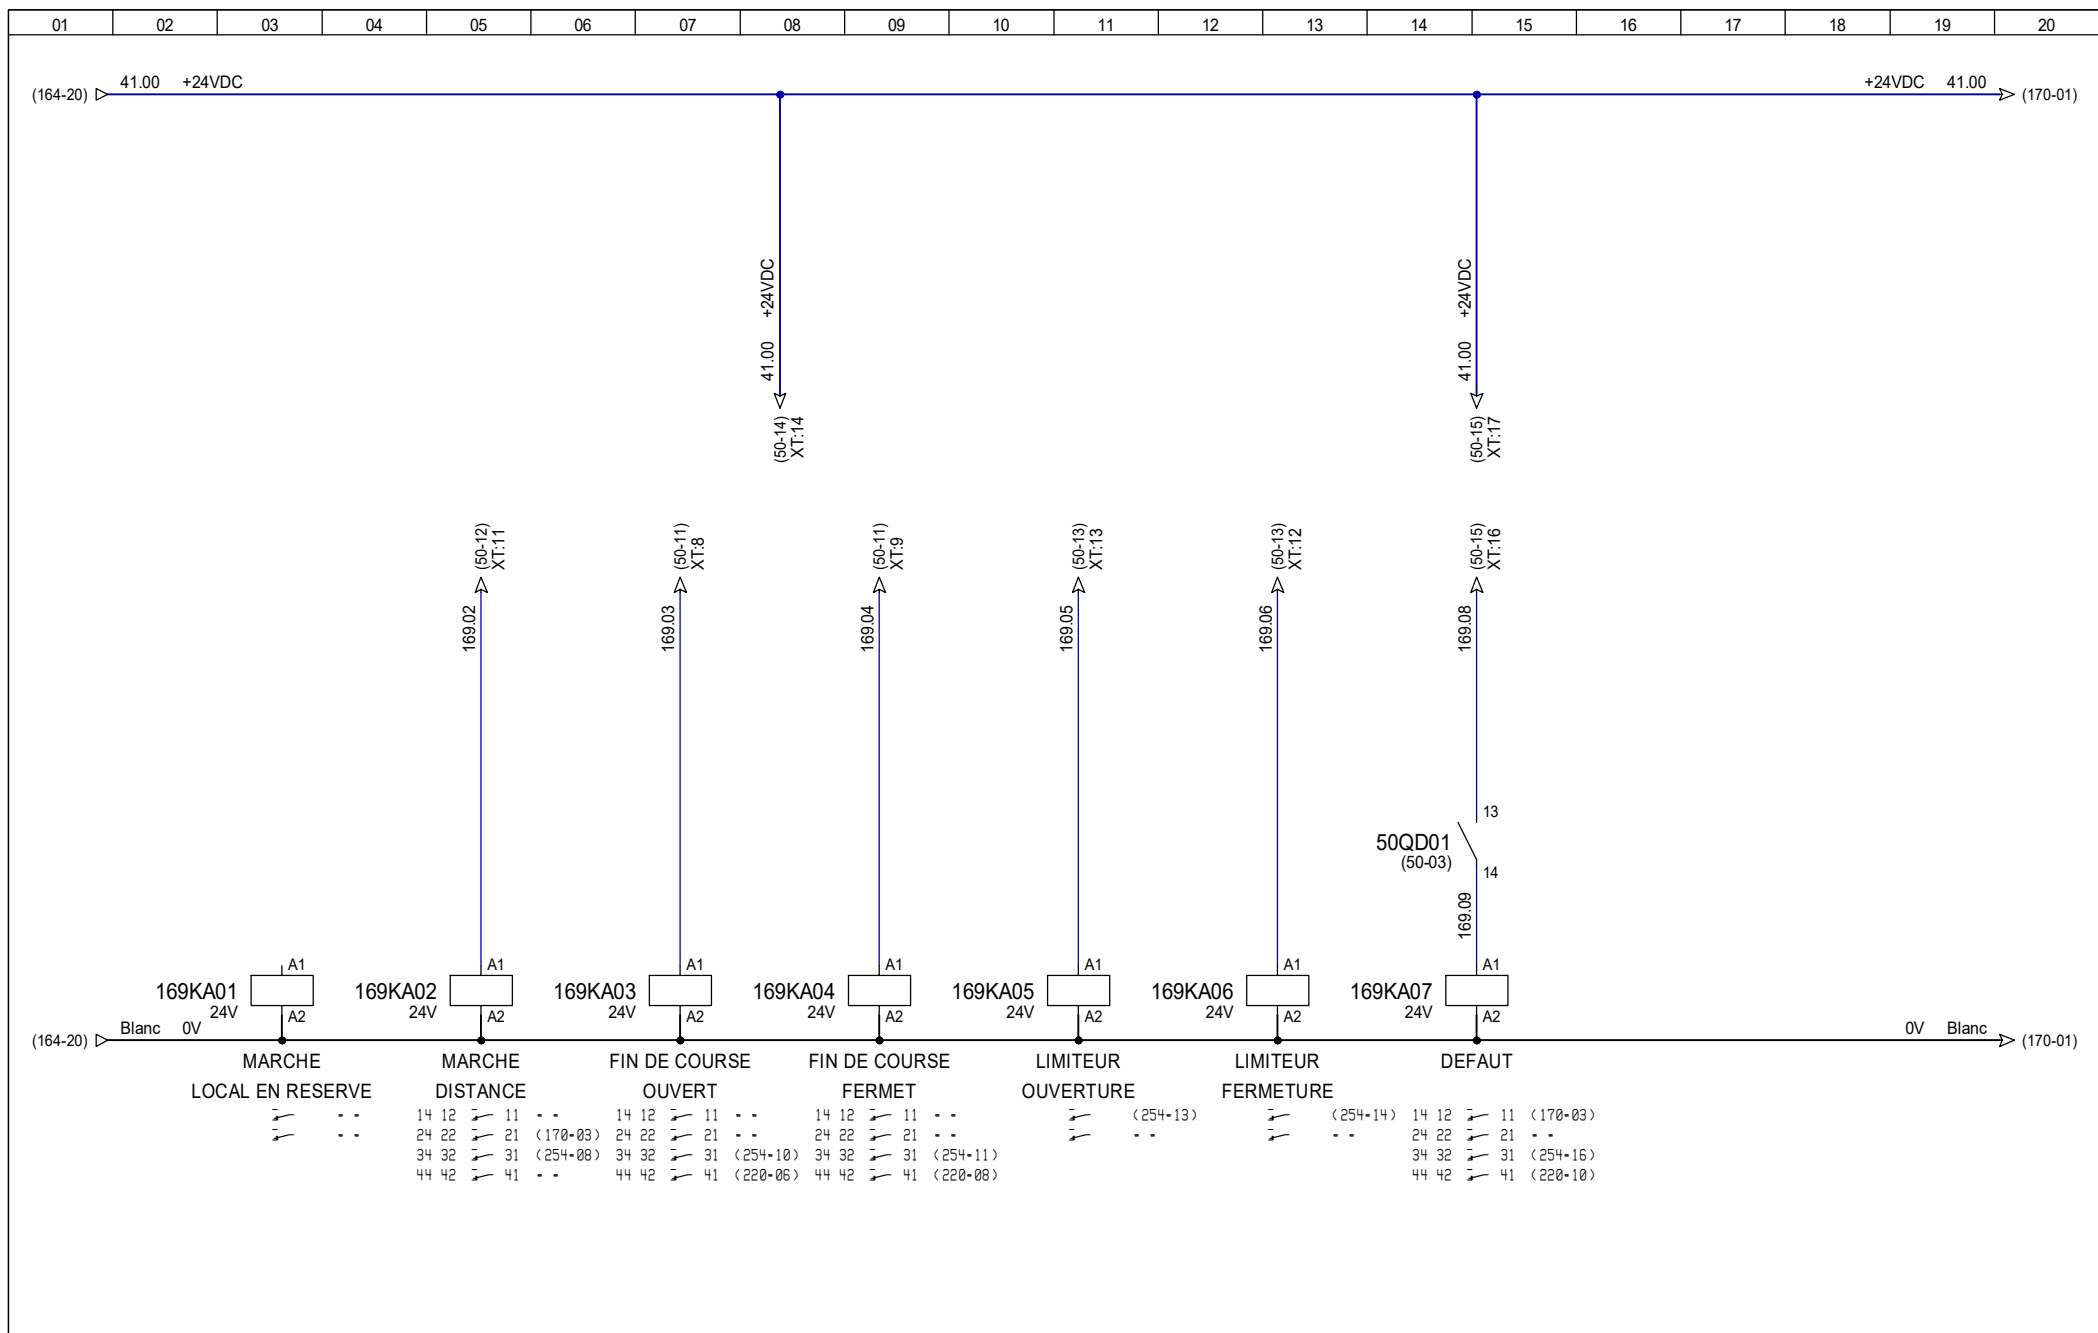 01 02 03 04 05 06 07 08 09 10 11 12 13 14 15 16 17 18 19 20
41.00 +24VDC +24VDC 41.00
(164-20) (170-01)
41.00 +24VDC
(50-14)
XT:14
41.00 +24VDC
(50-15)
XT:17
(50-12)
XT:11
169.02
(50-11)
XT:8
169.03
(50-11)
XT:9
169.04
(50-13)
XT:13
169.05
(50-13)
XT:12
169.06
(50-15)
XT:16
169.08
13
50QD01
(50-03)
14
169.09
A1 A1 A1 A1 A1 A1 A1
169KA01 169KA02 169KA03 169KA04 169KA05 169KA06 169KA07
24V 24V 24V 24V 24V 24V 24V
A2 A2 A2 A2 A2 A2 A2
Blanc 0V 0V Blanc
(164-20) (170-01)
MARCHE MARCHE FIN DE COURSE FIN DE COURSE LIMITEUR LIMITEUR DEFAUT
LOCAL EN RESERVE DISTANCE OUVERT FERMET OUVERTURE FERMETURE
- - 14 12 11 - - 14 12 11 - - 14 12 11 - - (254-13) (254-14) 14 12 11 (170-03)
- - 24 22 21 (170-03) 24 22 21 - - 24 22 21 - - - - - - 24 22 21 - -
34 32 31 (254-08) 34 32 31 (254-10) 34 32 31 (254-11) 34 32 31 (254-16)
44 42 41 - - 44 42 41 (220-06) 44 42 41 (220-08) 44 42 41 (220-10)